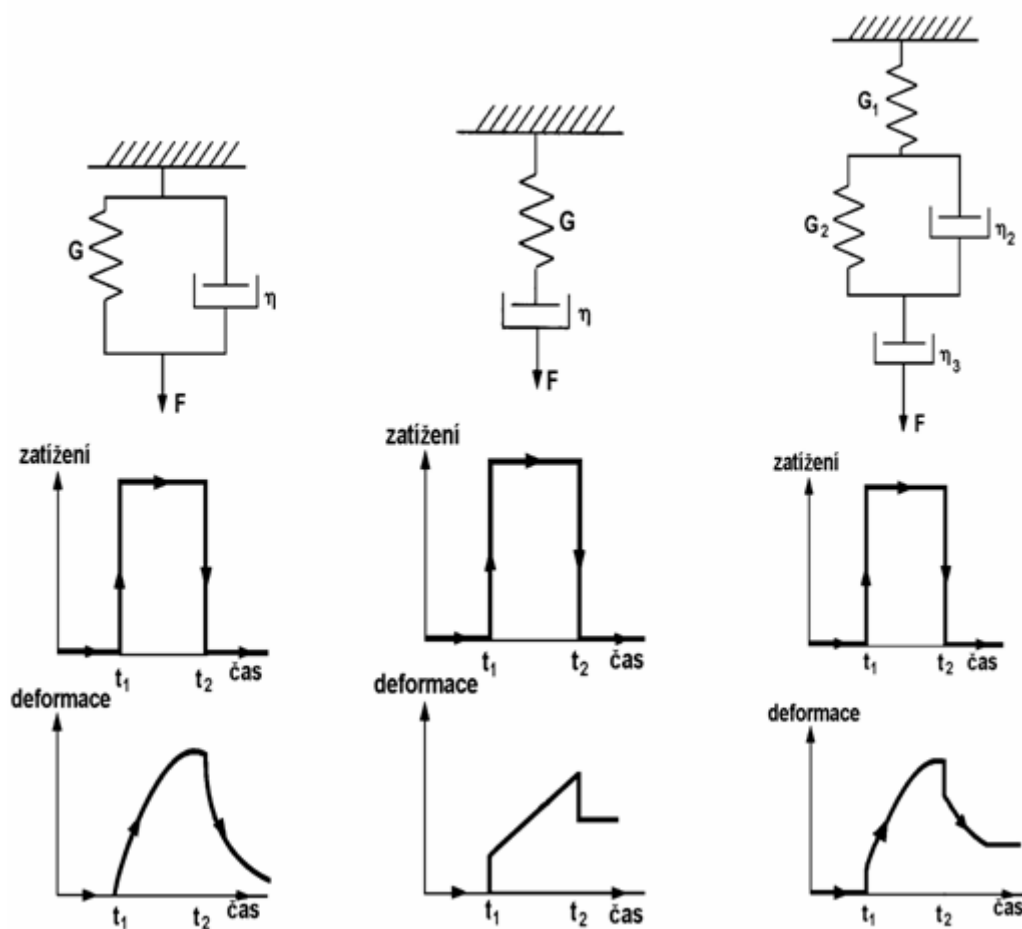 G
η
F
zatížení
t₁
t₂
čas
deformace
t₁
t₂
čas
G
η
F
zatížení
t₁
t₂
čas
deformace
t₁
t₂
čas
G₁
G₂
η₂
η₃
F
zatížení
t₁
t₂
čas
deformace
t₁
t₂
čas